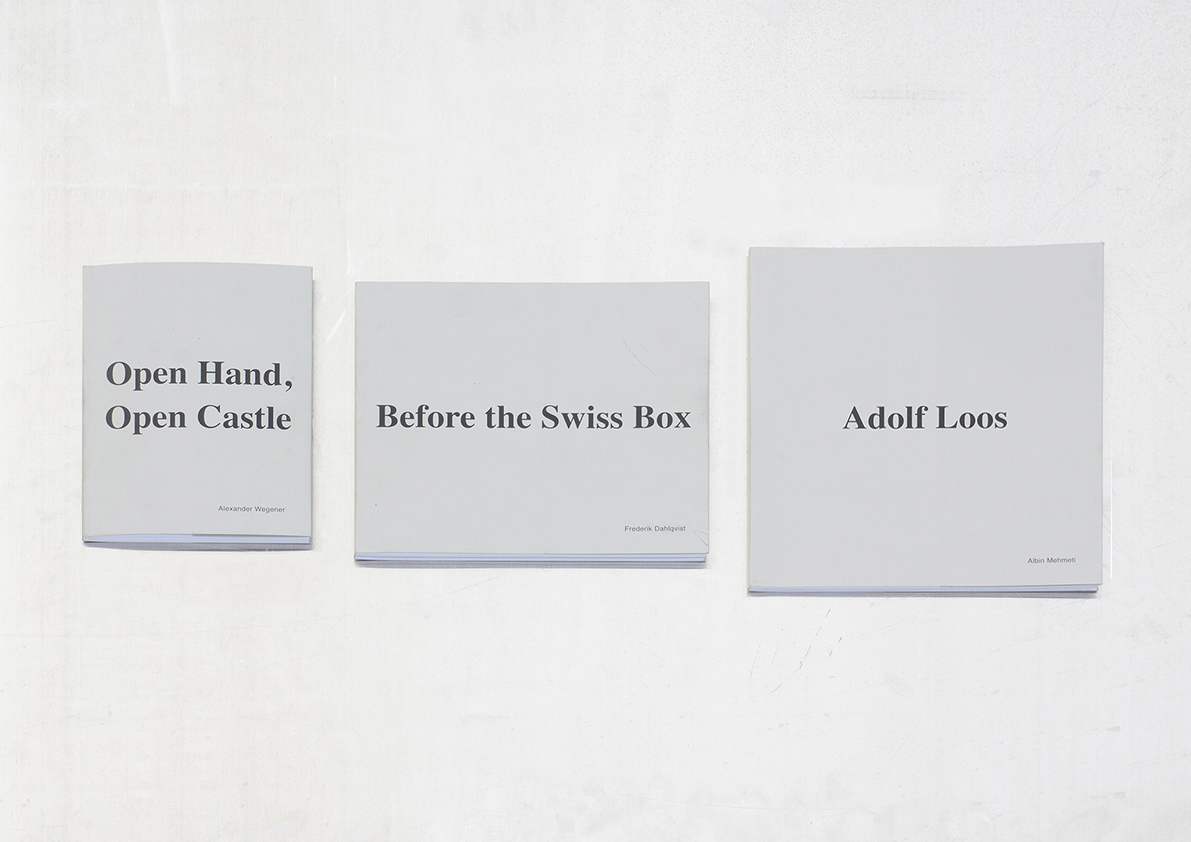 Open Hand,
Open Castle
Alexander Wegener
Before the Swiss Box
Frederik Dahlqvist
Adolf Loos
Albin Mehmeti